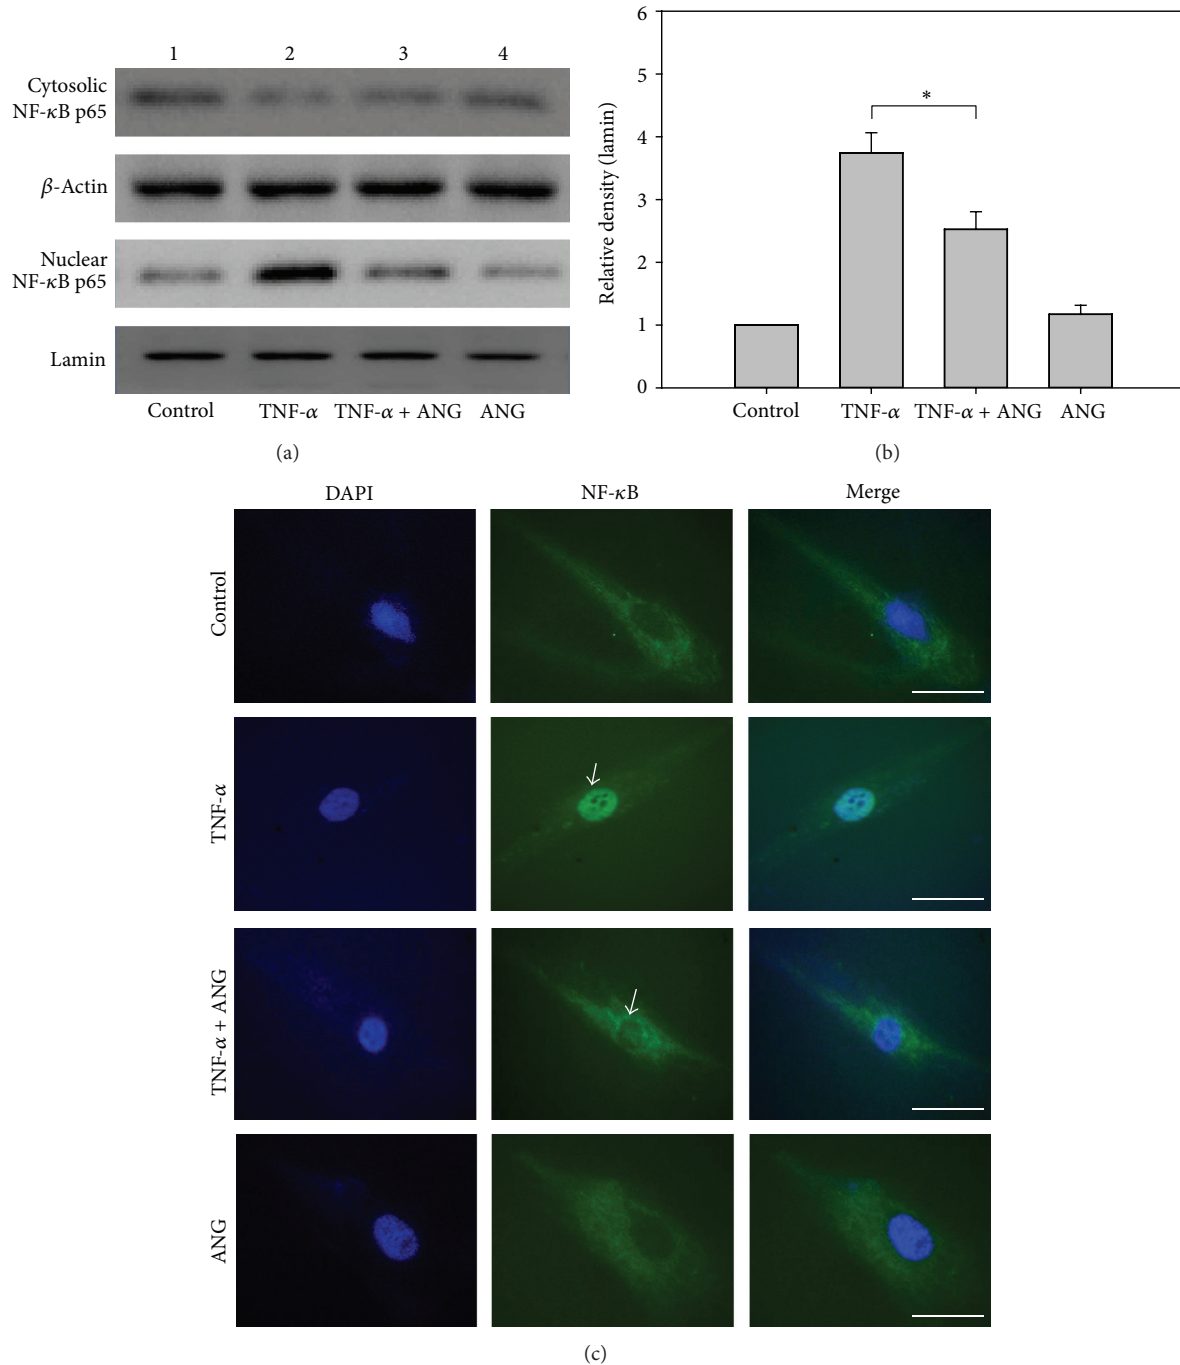 1 2 3 4
Cytosolic
NF-κB p65
β-Actin
Nuclear
NF-κB p65
Lamin
Control TNF-α TNF-α + ANG ANG
(a)
6
5
4
3
2
1
0
Relative density (lamin)
*
Control TNF-α TNF-α + ANG ANG
(b)
DAPI NF-κB Merge
Control
TNF-α
TNF-α + ANG
ANG
(c)